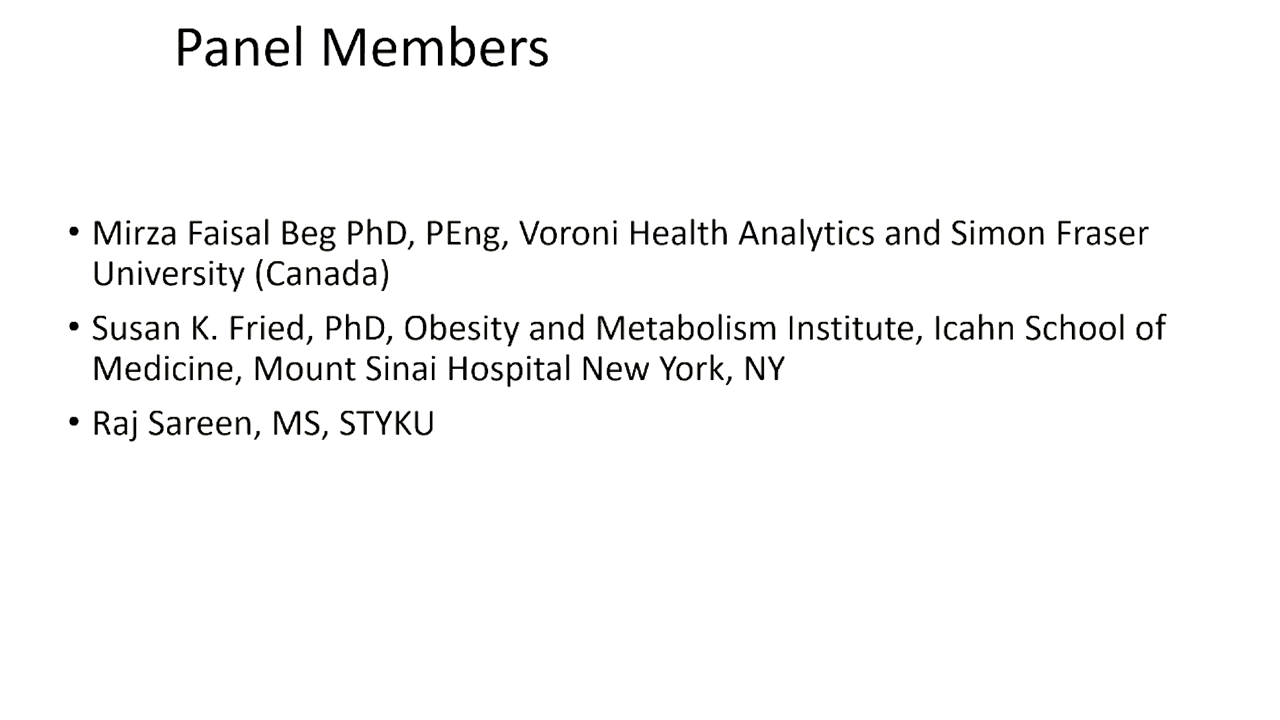 Panel Members
• Mirza Faisal Beg PhD, PEng, Voroni Health Analytics and Simon Fraser
University (Canada)
• Susan K. Fried, PhD, Obesity and Metabolism Institute, Icahn School of
Medicine, Mount Sinai Hospital New York, NY
• Raj Sareen, MS, STYKU